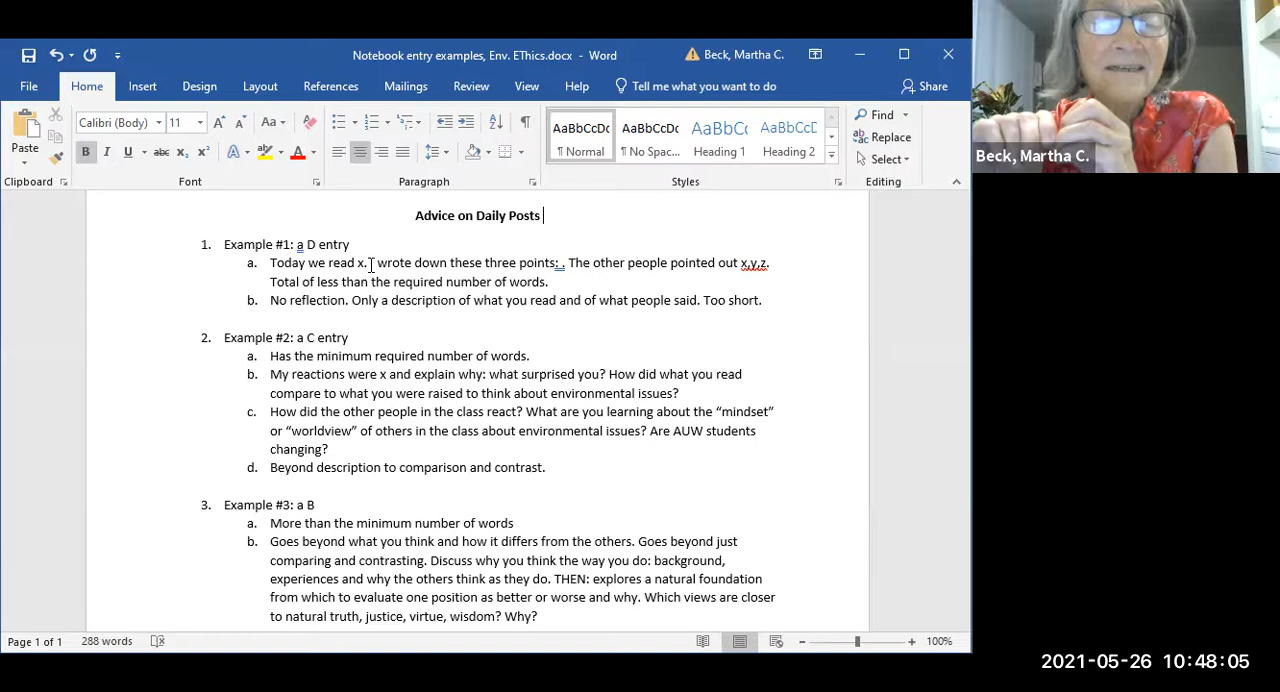 Notebook entry examples, Env. EThics.docx - Word
Beck, Martha C.
File Home Insert Design Layout References Mailings Review View Help Tell me what you want to do Share
Paste
Calibri (Body) 11
Aa
B I U abc x₂ x² A A
AaBbCcDc AaBbCcDc AaBbCc AaBbCcD
¶ Normal ¶ No Spac... Heading 1 Heading 2
Find
Replace
Select
Clipboard Font Paragraph Styles Editing
Beck, Martha C.
Advice on Daily Posts
1. Example #1: a D entry
a. Today we read x. wrote down these three points: . The other people pointed out x,y,z.
Total of less than the required number of words.
b. No reflection. Only a description of what you read and of what people said. Too short.
2. Example #2: a C entry
a. Has the minimum required number of words.
b. My reactions were x and explain why: what surprised you? How did what you read
compare to what you were raised to think about environmental issues?
c. How did the other people in the class react? What are you learning about the “mindset”
or “worldview” of others in the class about environmental issues? Are AUW students
changing?
d. Beyond description to comparison and contrast.
3. Example #3: a B
a. More than the minimum number of words
b. Goes beyond what you think and how it differs from the others. Goes beyond just
comparing and contrasting. Discuss why you think the way you do: background,
experiences and why the others think as they do. THEN: explores a natural foundation
from which to evaluate one position as better or worse and why. Which views are closer
to natural truth, justice, virtue, wisdom? Why?
Page 1 of 1 288 words
100%
2021-05-26 10:48:05